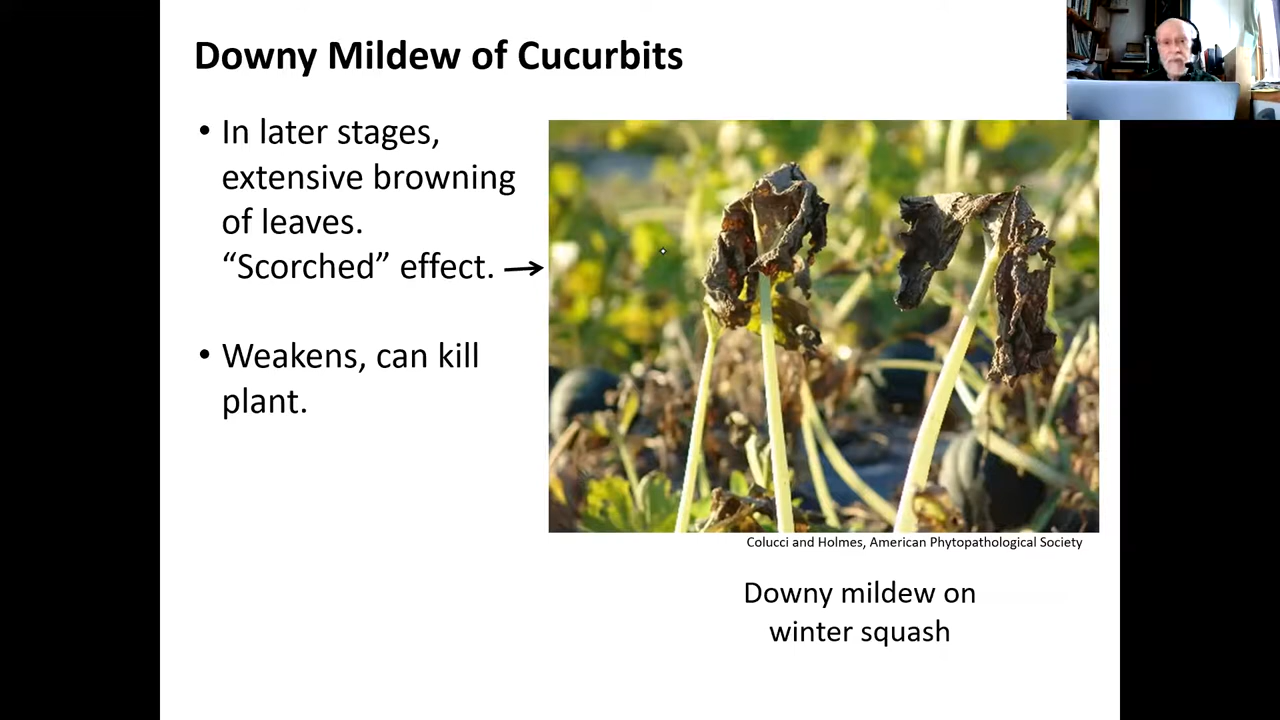 Downy Mildew of Cucurbits
• In later stages,
extensive browning
of leaves.
“Scorched” effect.
• Weakens, can kill
plant.
Colucci and Holmes, American Phytopathological Society
Downy mildew on
winter squash